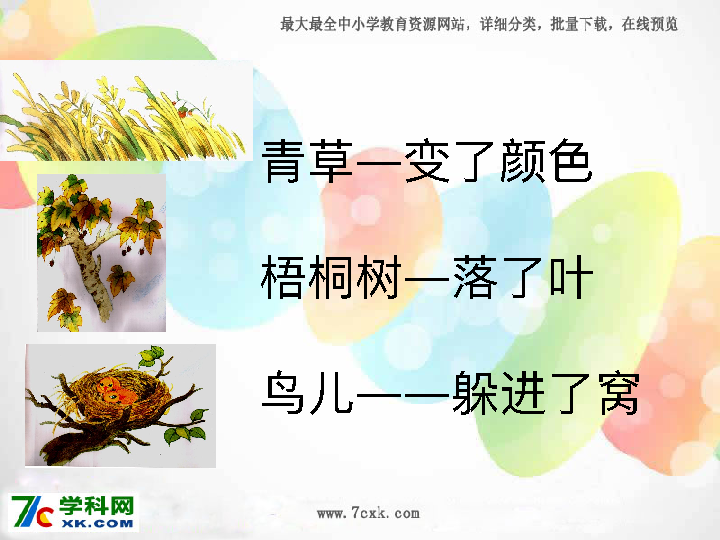 最大最全中小学教育资源网站，详细分类，批量下载，在线预览
青草—变了颜色
梧桐树—落了叶
鸟儿——躲进了窝
7c 学科网
XK.COM
www.7cxk.com